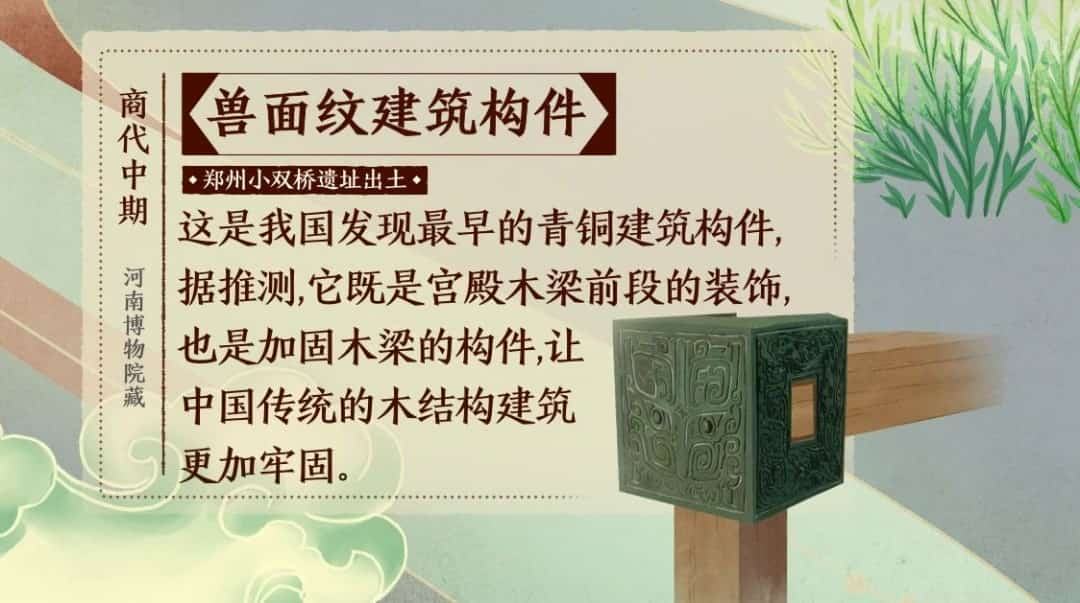 商代中期
河南博物院藏
兽面纹建筑构件
郑州小双桥遗址出土
这是我国发现最早的青铜建筑构件,
据推测,它既是宫殿木梁前段的装饰,
也是加固木梁的构件,让
中国传统的木结构建筑
更加牢固。